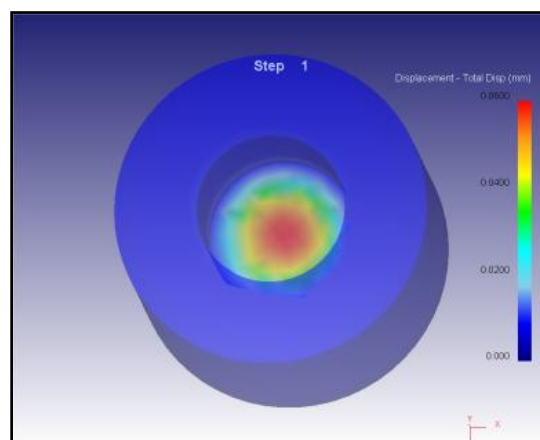 Step 1
Displacement - Total Disp (mm)
0.0600
0.0400
0.0200
0.000
Y
X